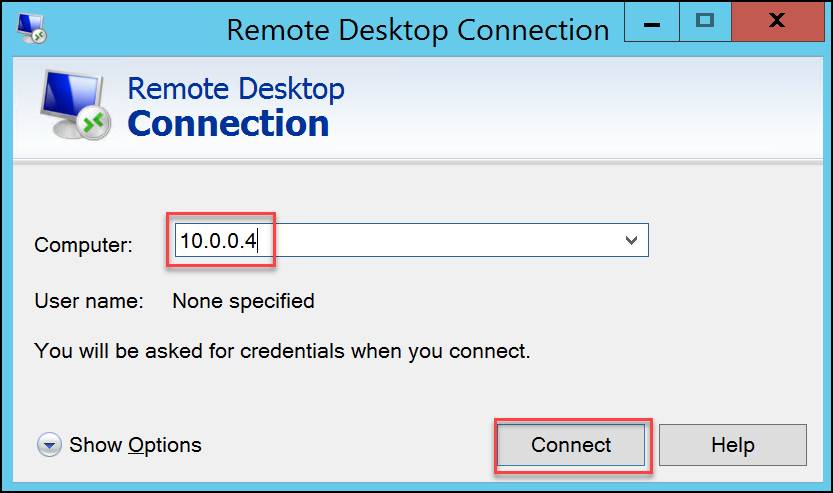 Remote Desktop Connection
Remote Desktop
Connection
Computer: 10.0.0.4
User name: None specified
You will be asked for credentials when you connect.
Show Options Connect Help